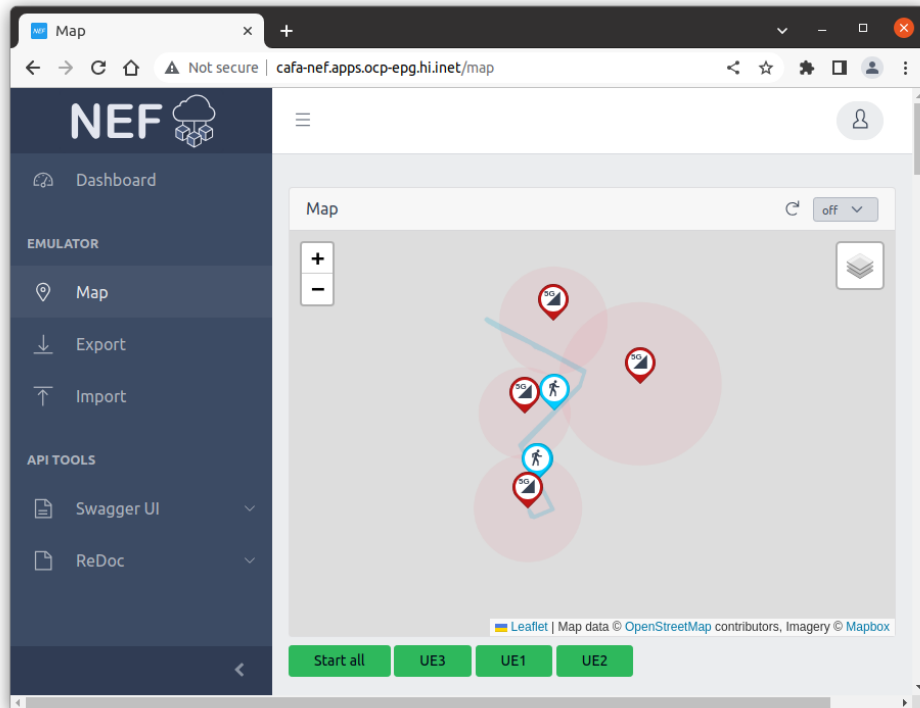 NEF Map
Not secure cafa-nef.apps.ocp-epg.hi.inet/map
NEF
Dashboard
EMULATOR
Map
Export
Import
API TOOLS
Swagger UI
ReDoc
Map
off
+
−
5G
5G
5G
5G
Leaflet | Map data © OpenStreetMap contributors, Imagery © Mapbox
Start all UE3 UE1 UE2